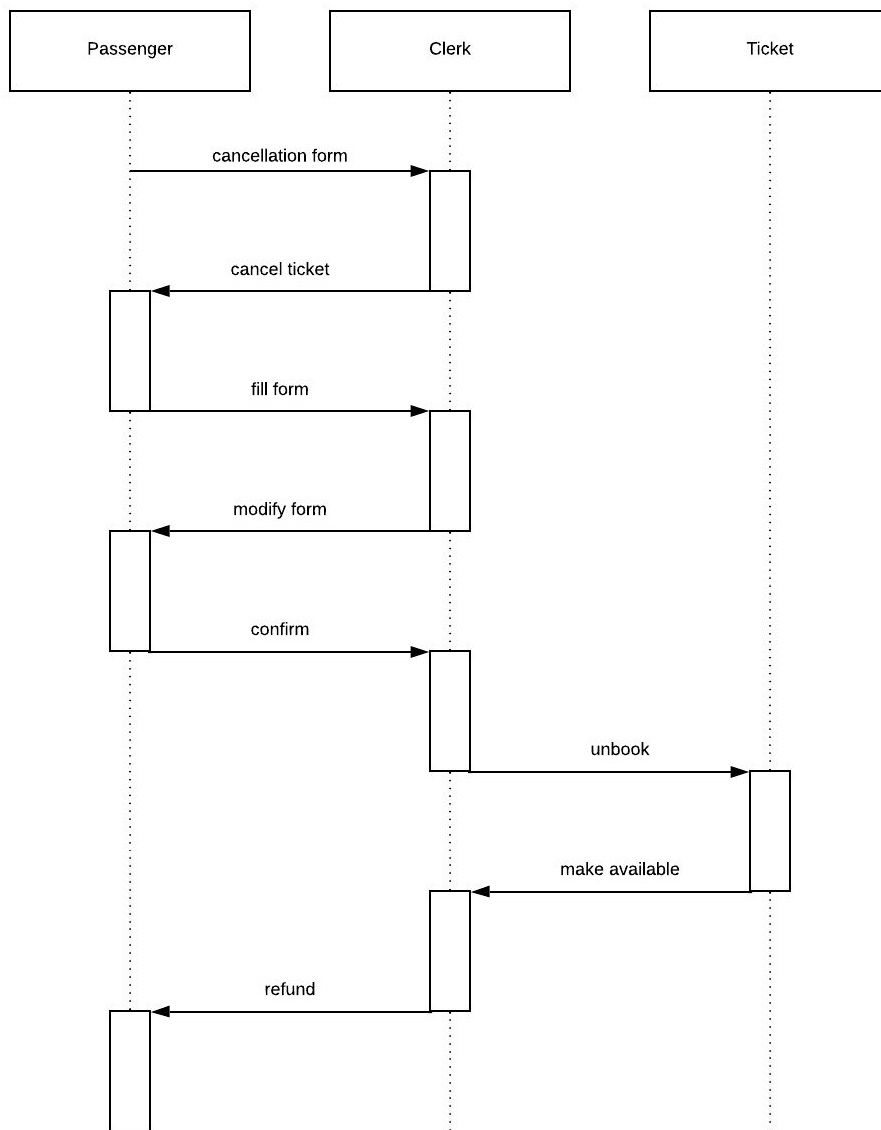 Passenger
Clerk
Ticket
cancellation form
cancel ticket
fill form
modify form
confirm
unbook
make available
refund